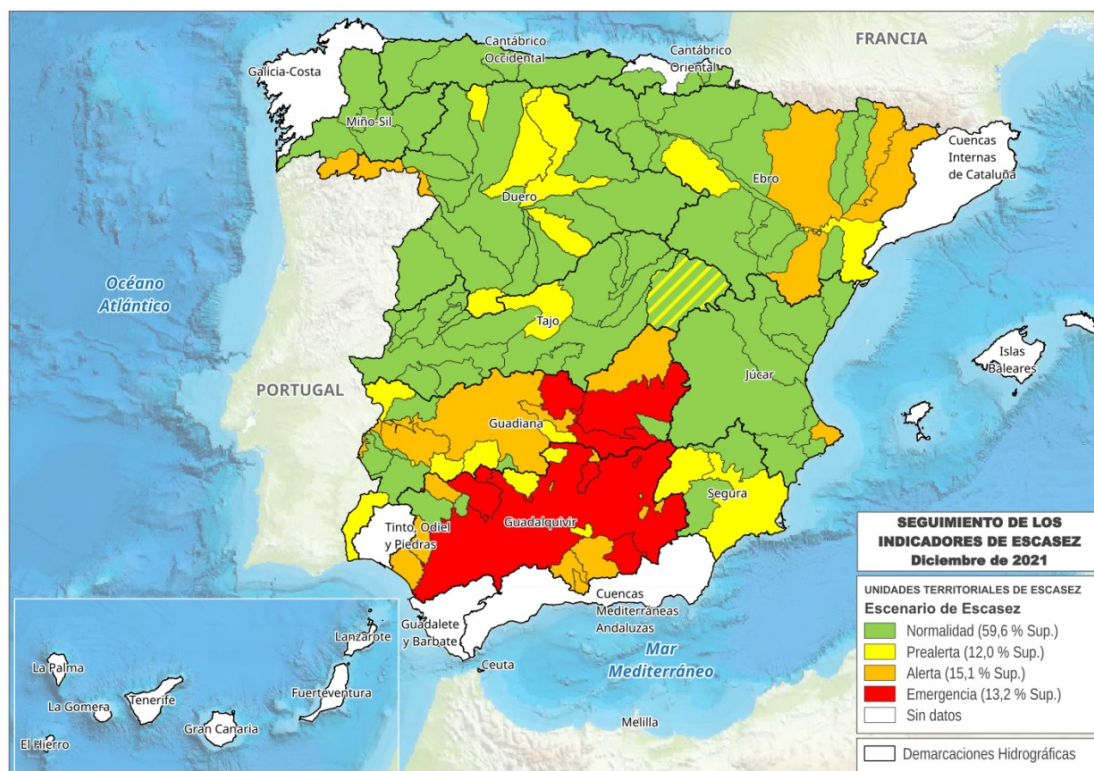 FRANCIA
Cantábrico
Occidental
Cantábrico
Oriental
Galicia-Costa
Miño-Sil
Cuencas
Internas
de Cataluña
Ebro
Duero
Océano
Atlántico
Tajo
Islas
Baleares
PORTUGAL
Júcar
Guadiana
Segura
Tinto, Odiel
y Piedras
Guadalquivir
Cuencas
Mediterráneas
Andaluzas
Guadalete
y Barbate
Mar
Mediterráneo
Ceuta
Melilla
Lanzarote
La Palma
Tenerife
Fuerteventura
La Gomera
Gran Canaria
El Hierro
SEGUIMIENTO DE LOS
INDICADORES DE ESCASEZ
Diciembre de 2021
UNIDADES TERRITORIALES DE ESCASEZ
Escenario de Escasez
Normalidad (59,6 % Sup.)
Prealerta (12,0 % Sup.)
Alerta (15,1 % Sup.)
Emergencia (13,2 % Sup.)
Sin datos
Demarcaciones Hidrográficas